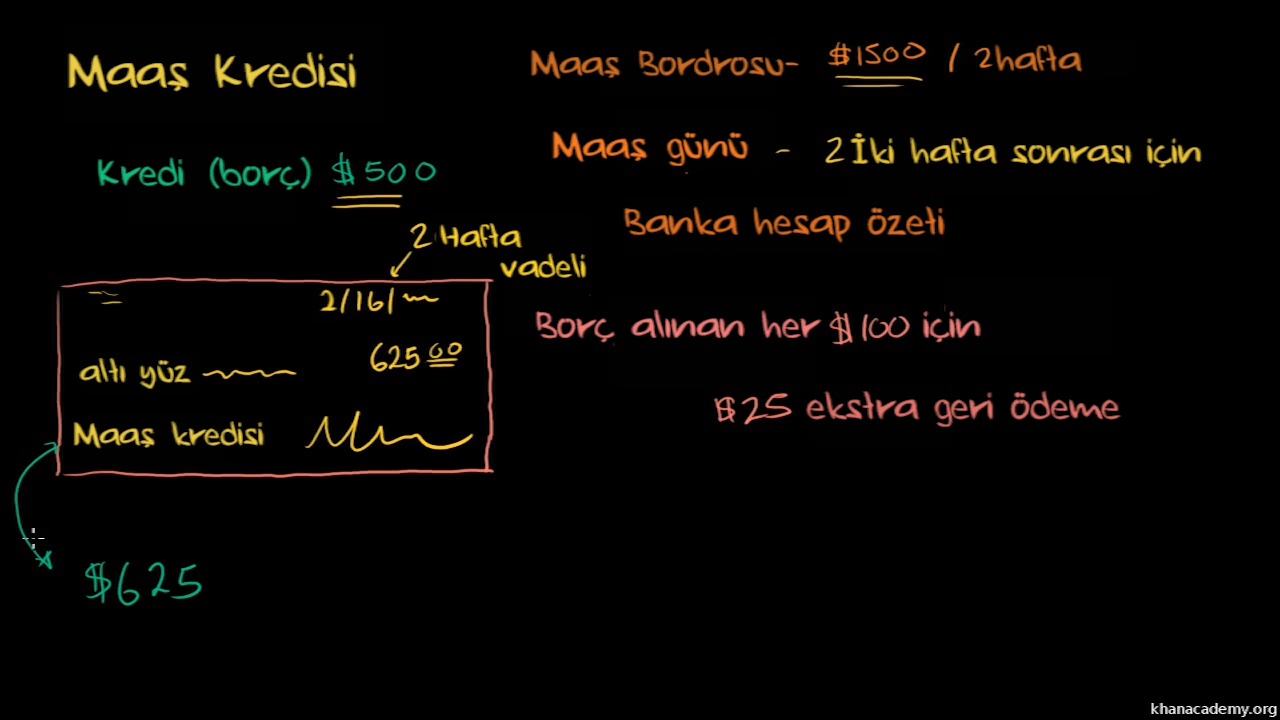 Maaş Kredisi
Kredi (borç) $500
2 Hafta
vadeli
2/16/
625 00
altı yüz
Maaş kredisi
$625
Maaş Bordrosu- $1500 / 2hafta
Maaş günü - 2İki hafta sonrası için
Banka hesap özeti
Borç alınan her $100 için
$25 ekstra geri ödeme
khanacademy.org